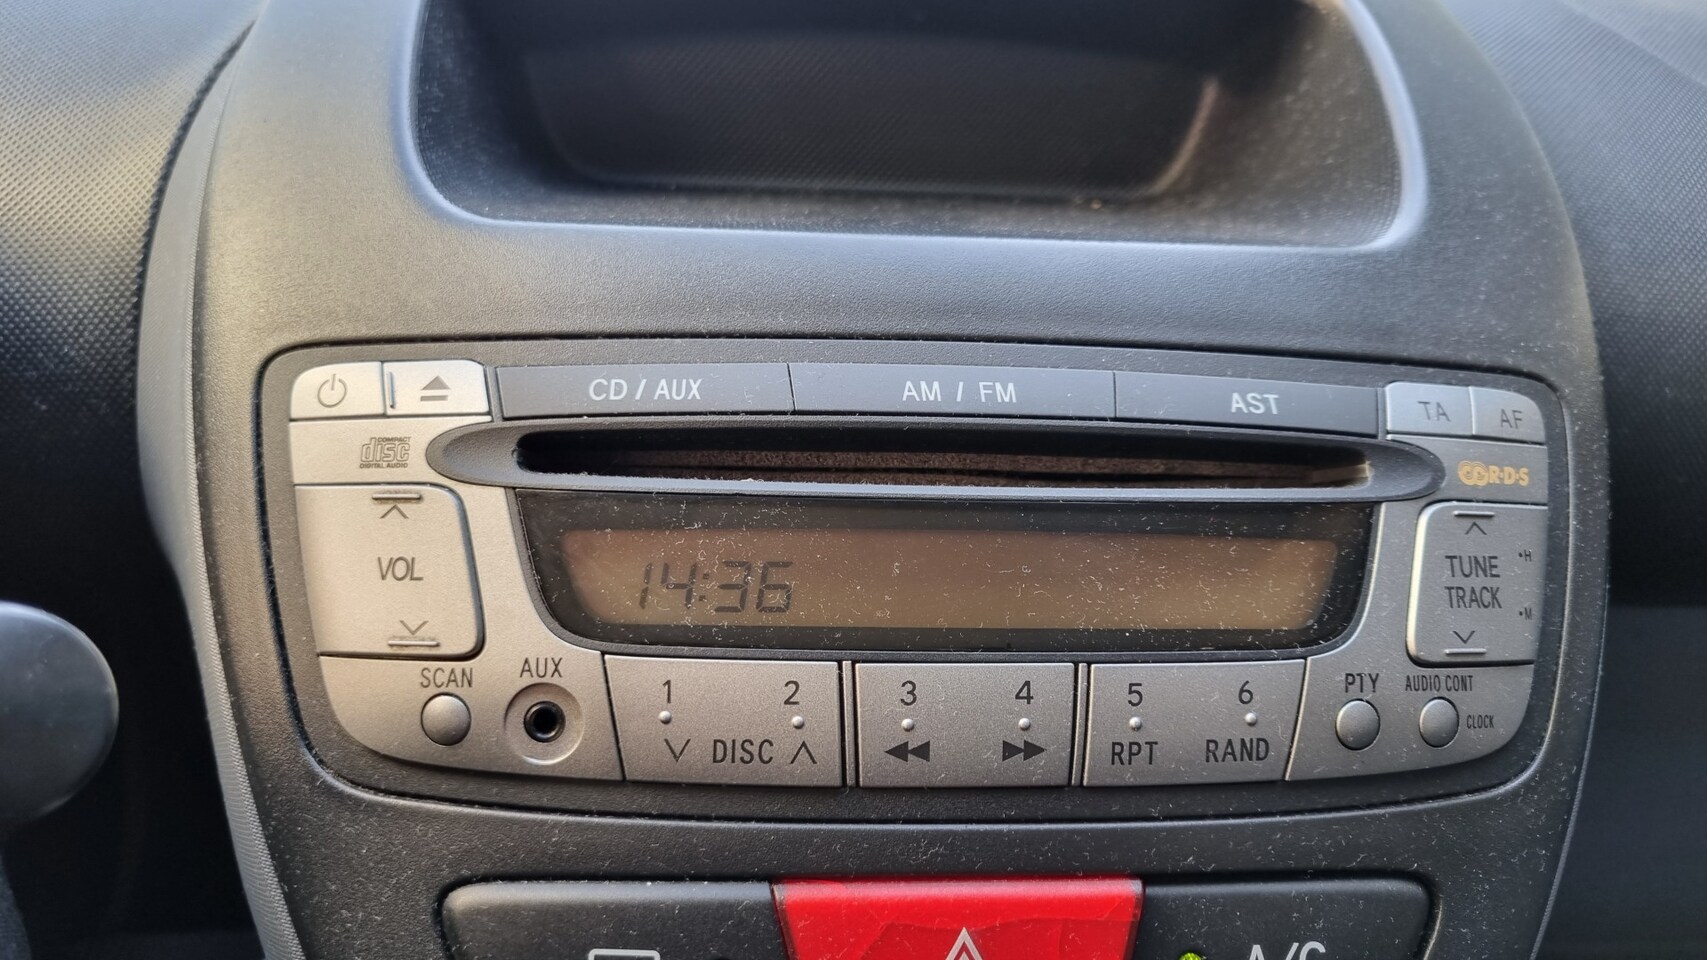 CD / AUX
AM / FM
AST
TA
AF
COMPACT
disc
DIGITAL AUDIO
R·D·S
VOL
14:36
TUNE
TRACK
•H
•M
SCAN
AUX
1
2
DISC
3
4
5
RPT
6
RAND
PTY
AUDIO CONT
CLOCK
A/C